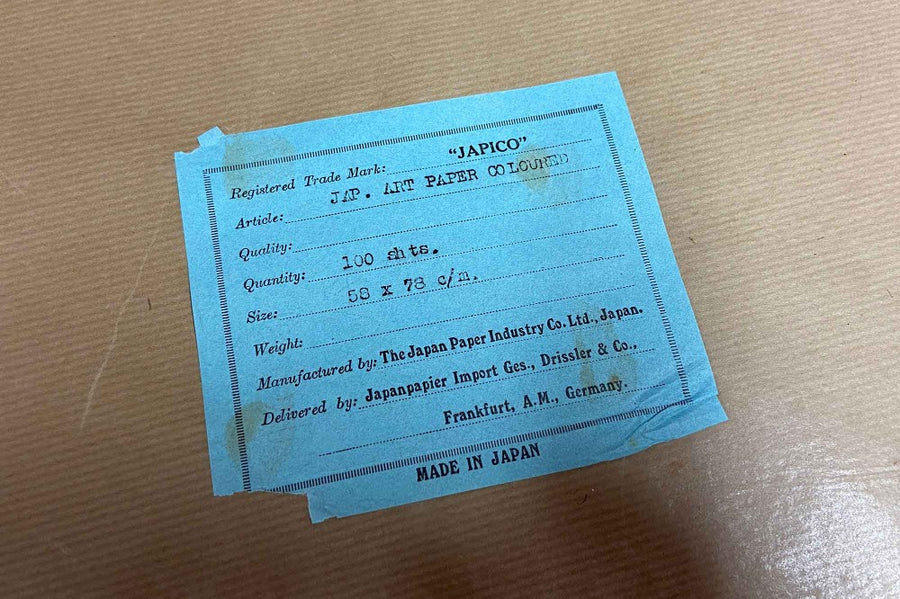 Registered Trade Mark: "JAPICO"
Article: JAP. ART PAPER COLOURED
Quality:
Quantity: 100 shts.
Size: 58 x 78 c/m.
Weight:
Manufactured by: The Japan Paper Industry Co. Ltd., Japan.
Delivered by: Japanpapier Import Ges., Drissler & Co.,
Frankfurt, A.M., Germany.
MADE IN JAPAN